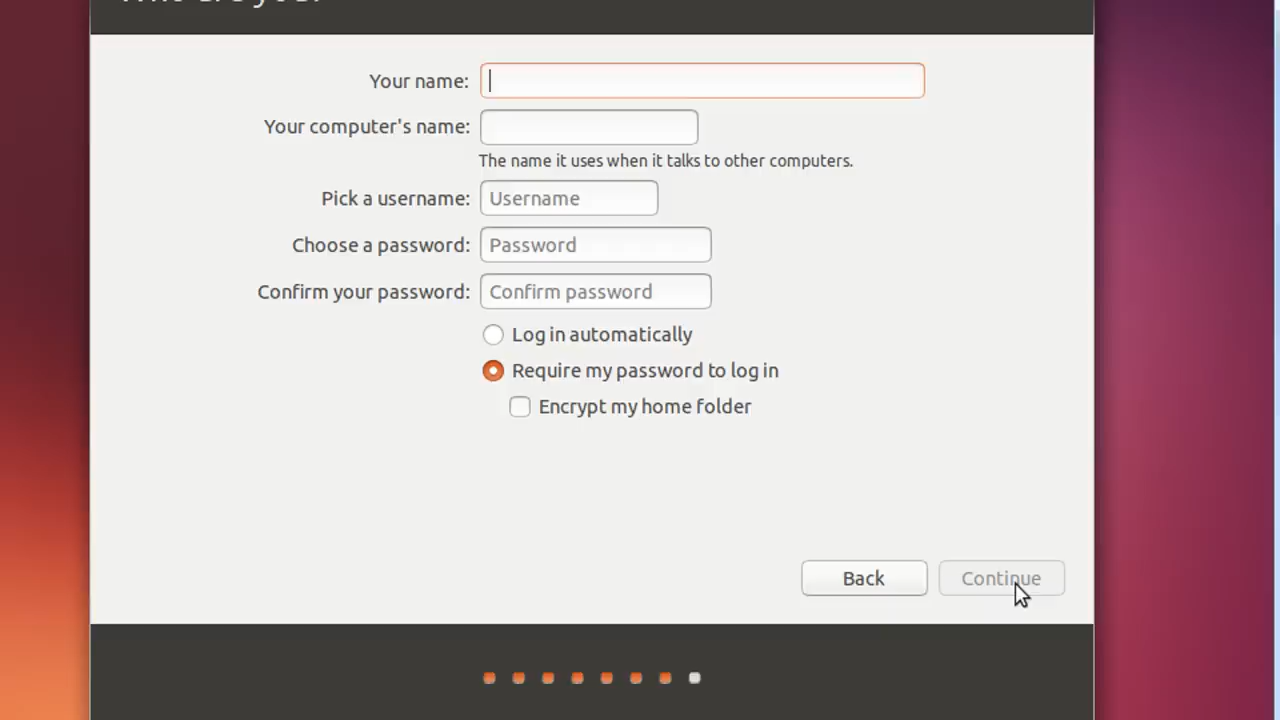 Your name:
Your computer's name:
The name it uses when it talks to other computers.
Pick a username: Username
Choose a password: Password
Confirm your password: Confirm password
Log in automatically
Require my password to log in
Encrypt my home folder
Back Continue